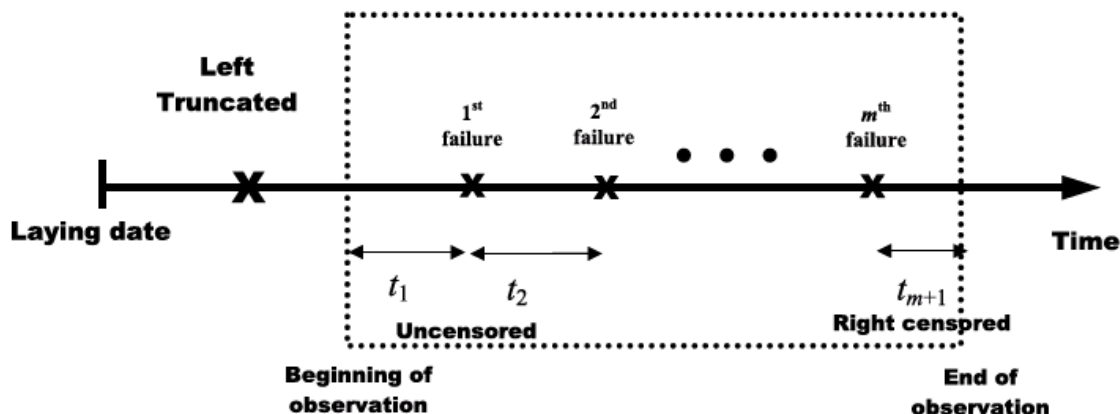 Left
Truncated
1st
failure
2nd
failure
• • •
mth
failure
X
X
X
X
Laying date
Time
t1
t2
tm+1
Uncensored
Right censored
Beginning of
observation
End of
observation